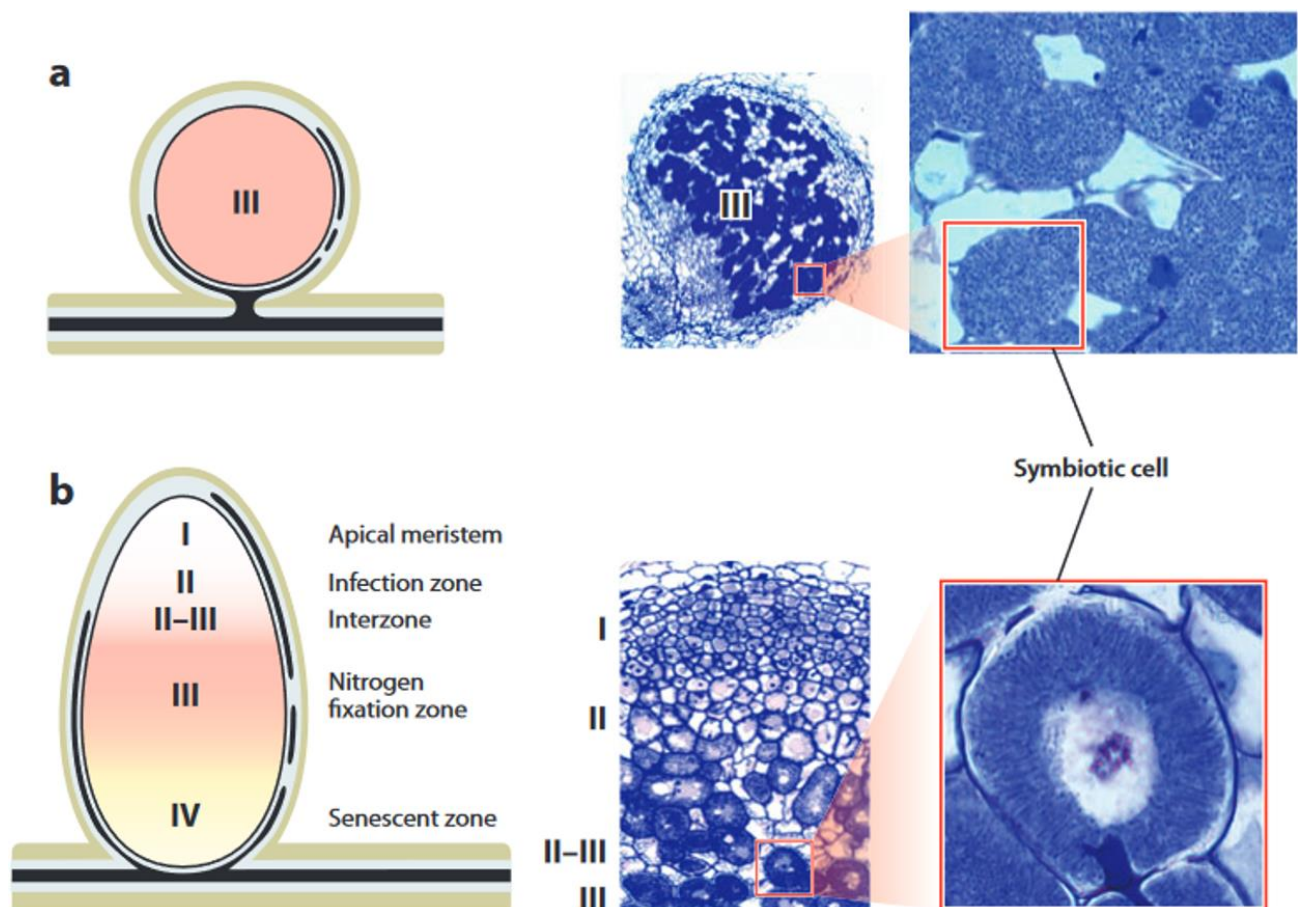 a
III
III
Symbiotic cell
b
I
Apical meristem
II
Infection zone
II–III
Interzone
III
Nitrogen
fixation zone
IV
Senescent zone
I
II
II–III
III